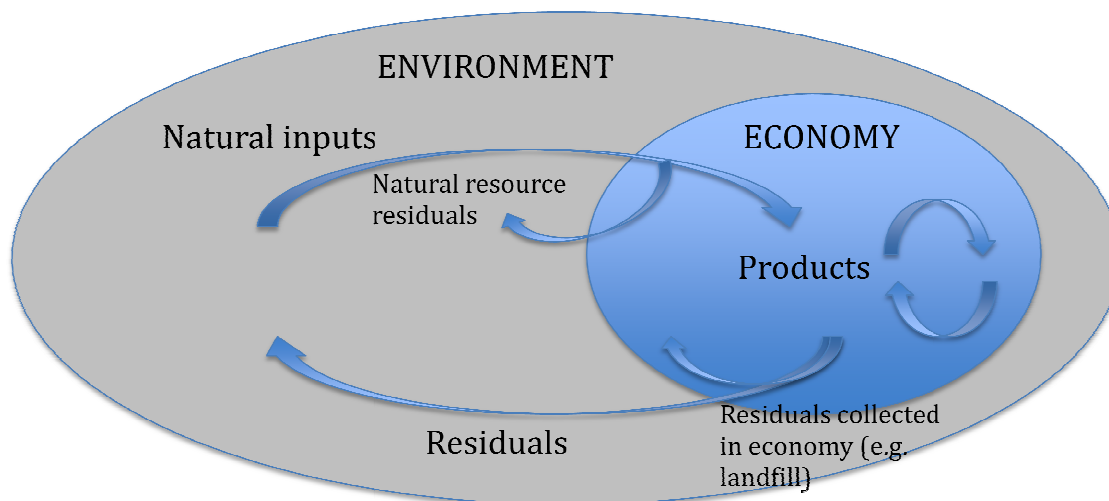 ENVIRONMENT
Natural inputs
ECONOMY
Natural resource
residuals
Products
Residuals
Residuals collected
in economy (e.g.
landfill)